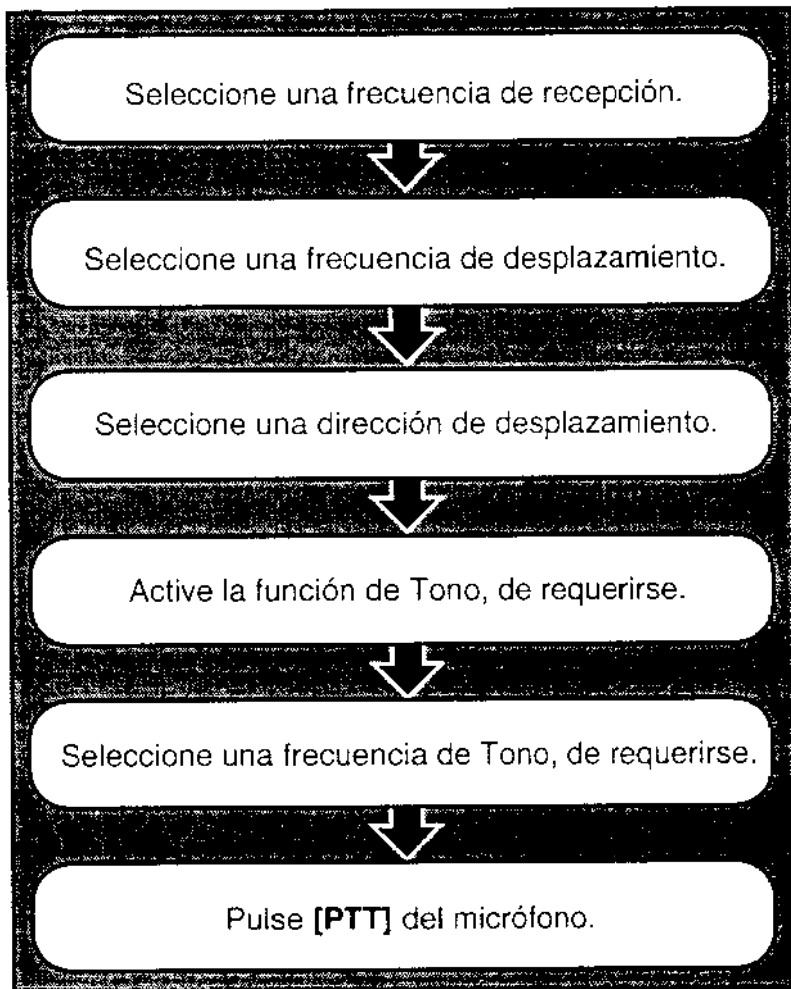 Seleccione una frecuencia de recepción.
Seleccione una frecuencia de desplazamiento.
Seleccione una dirección de desplazamiento.
Active la función de Tono, de requerirse.
Seleccione una frecuencia de Tono, de requerirse.
Pulse [PTT] del micrófono.